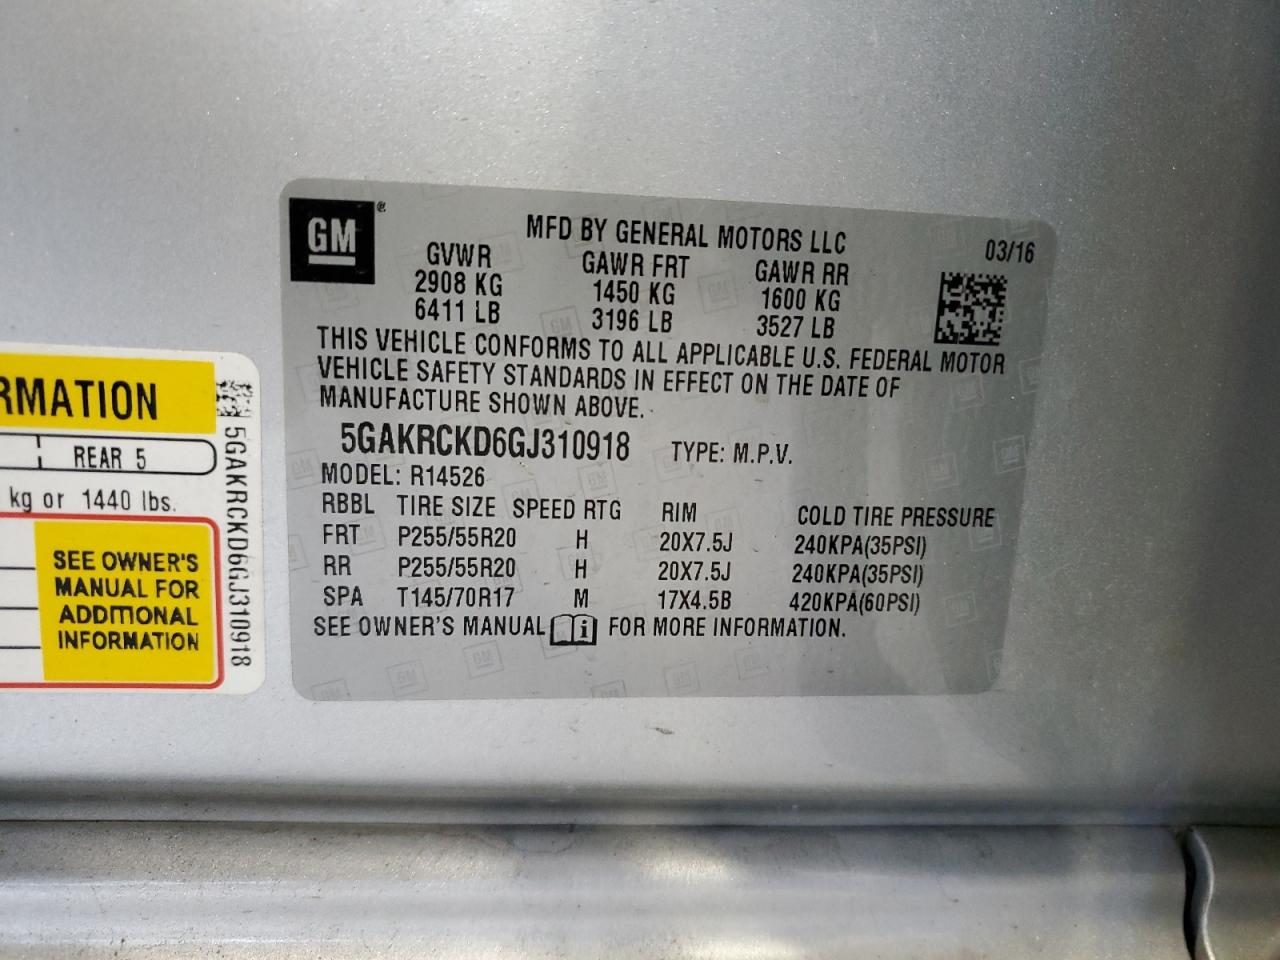 GM
®
MFD BY GENERAL MOTORS LLC
03/16
GVWR GAWR FRT GAWR RR
2908 KG 1450 KG 1600 KG
6411 LB 3196 LB 3527 LB
THIS VEHICLE CONFORMS TO ALL APPLICABLE U.S. FEDERAL MOTOR
VEHICLE SAFETY STANDARDS IN EFFECT ON THE DATE OF
MANUFACTURE SHOWN ABOVE.
5GAKRCKD6GJ310918 TYPE: M.P.V.
MODEL: R14526
RBBL TIRE SIZE SPEED RTG RIM COLD TIRE PRESSURE
FRT P255/55R20 H 20X7.5J 240KPA(35PSI)
RR P255/55R20 H 20X7.5J 240KPA(35PSI)
SPA T145/70R17 M 17X4.5B 420KPA(60PSI)
SEE OWNER'S MANUAL i FOR MORE INFORMATION.
RMATION
REAR 5
kg or 1440 lbs.
SEE OWNER'S
MANUAL FOR
ADDITIONAL
INFORMATION
5GAKRCKD6GJ310918